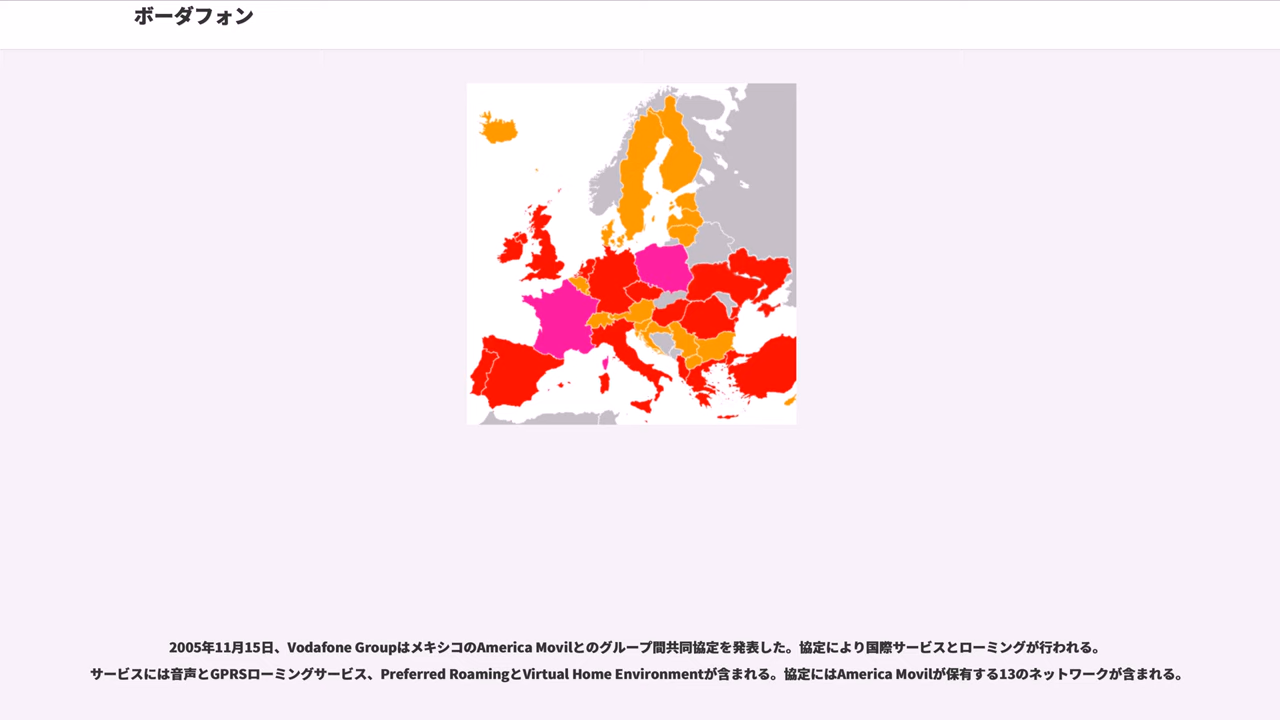 ボーダフォン
2005年11月15日、Vodafone GroupはメキシコのAmerica Movilとのグループ間共同協定を発表した。協定により国際サービスとローミングが行われる。
サービスには音声とGPRSローミングサービス、Preferred RoamingとVirtual Home Environmentが含まれる。協定にはAmerica Movilが保有する13のネットワークが含まれる。